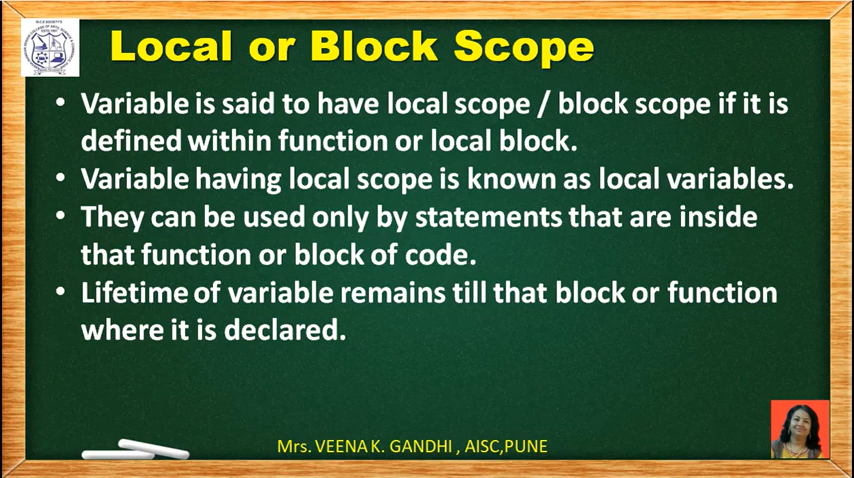 Local or Block Scope
• Variable is said to have local scope / block scope if it is
defined within function or local block.
• Variable having local scope is known as local variables.
• They can be used only by statements that are inside
that function or block of code.
• Lifetime of variable remains till that block or function
where it is declared.
Mrs. VEENA K. GANDHI , AISC,PUNE